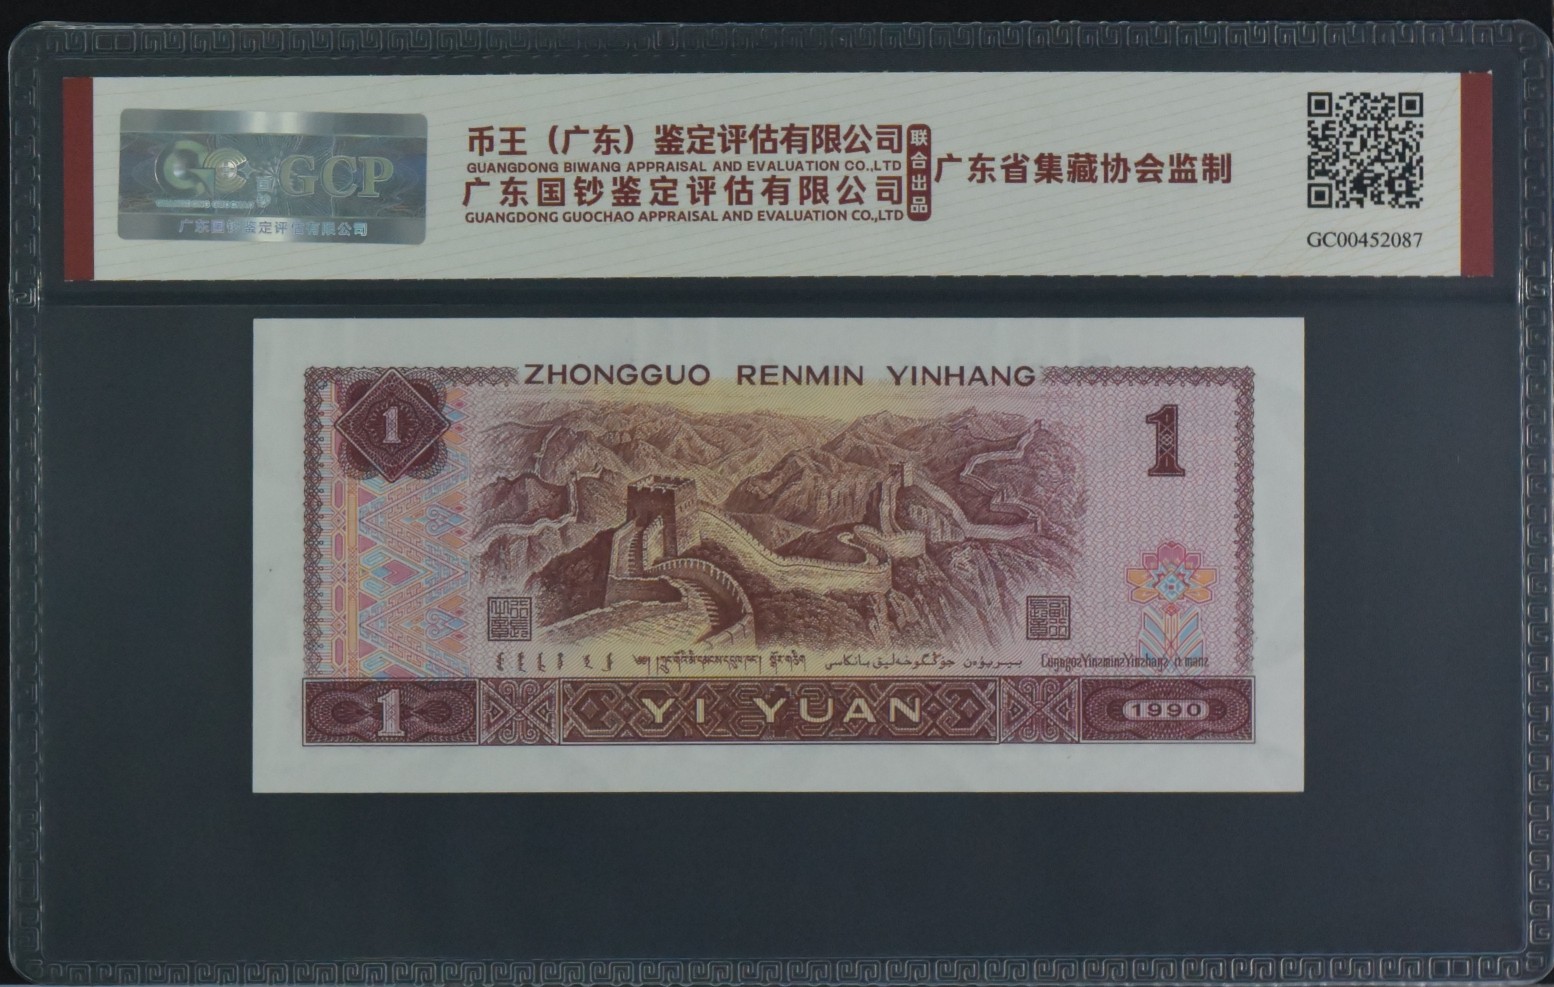 GCP
广东国钞鉴定评估有限公司
币王（广东）鉴定评估有限公司
GUANGDONG BIWANG APPRAISAL AND EVALUATION CO.,LTD
广东国钞鉴定评估有限公司
GUANGDONG GUOCHAO APPRAISAL AND EVALUATION CO.,LTD
联合出品
广东省集藏协会监制
GC00452087
ZHONGGUO RENMIN YINHANG
1
1
1
YI YUAN
1990